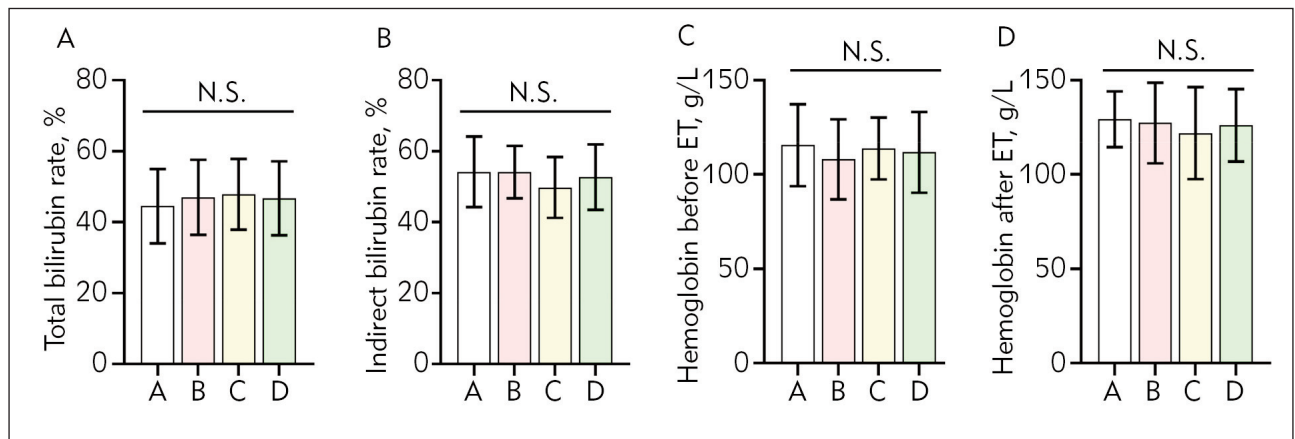 A
Total bilirubin rate, %
80
60
40
20
0
N.S.
A B C D
B
Indirect bilirubin rate, %
80
60
40
20
0
N.S.
A B C D
C
Hemoglobin before ET, g/L
150
100
50
0
N.S.
A B C D
D
Hemoglobin after ET, g/L
150
100
50
0
N.S.
A B C D